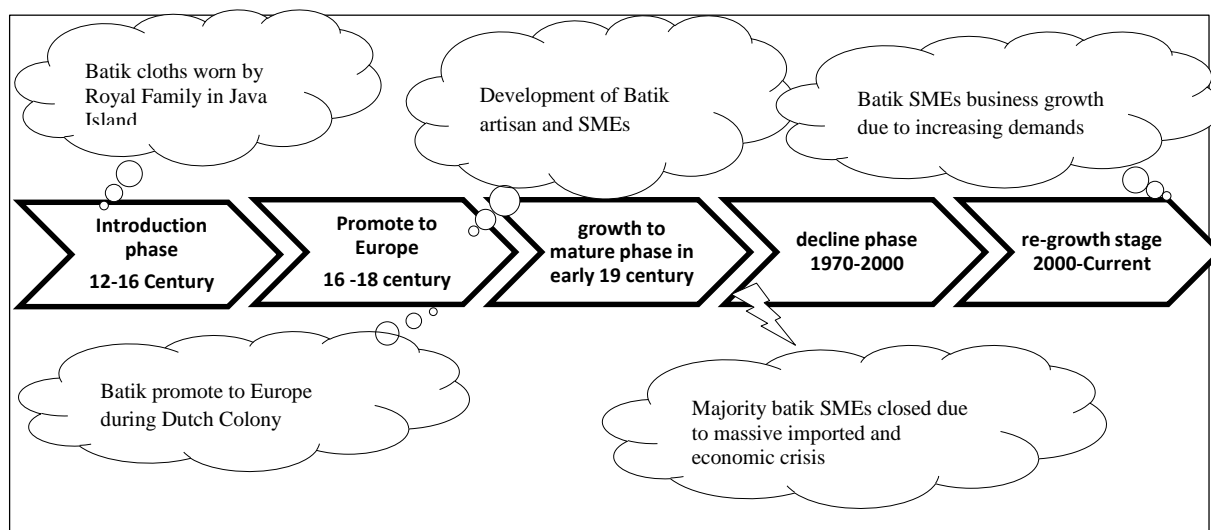 Batik cloths worn by
Royal Family in Java
Island
Development of Batik
artisan and SMEs
Batik SMEs business growth
due to increasing demands
Introduction
phase
12-16 Century
Promote to
Europe
16 -18 century
growth to
mature phase in
early 19 century
decline phase
1970-2000
re-growth stage
2000-Current
Batik promote to Europe
during Dutch Colony
Majority batik SMEs closed due
to massive imported and
economic crisis